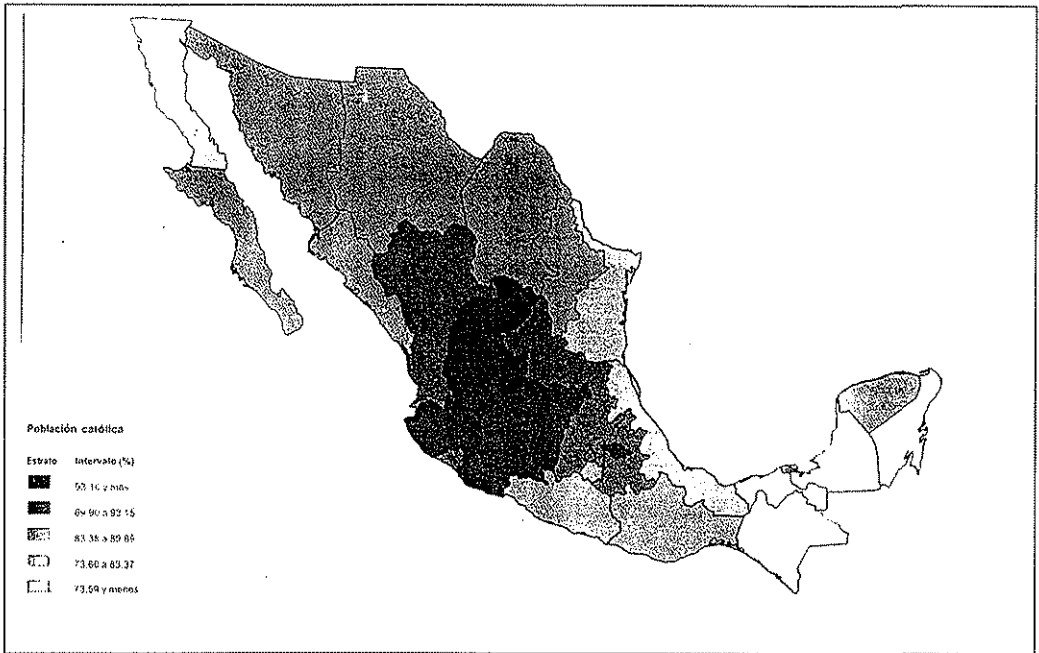 Población católica
Estrato Intervalo (%)
93.16 y más
89.90 a 93.15
83.38 a 89.89
73.60 a 83.37
73.59 y menos